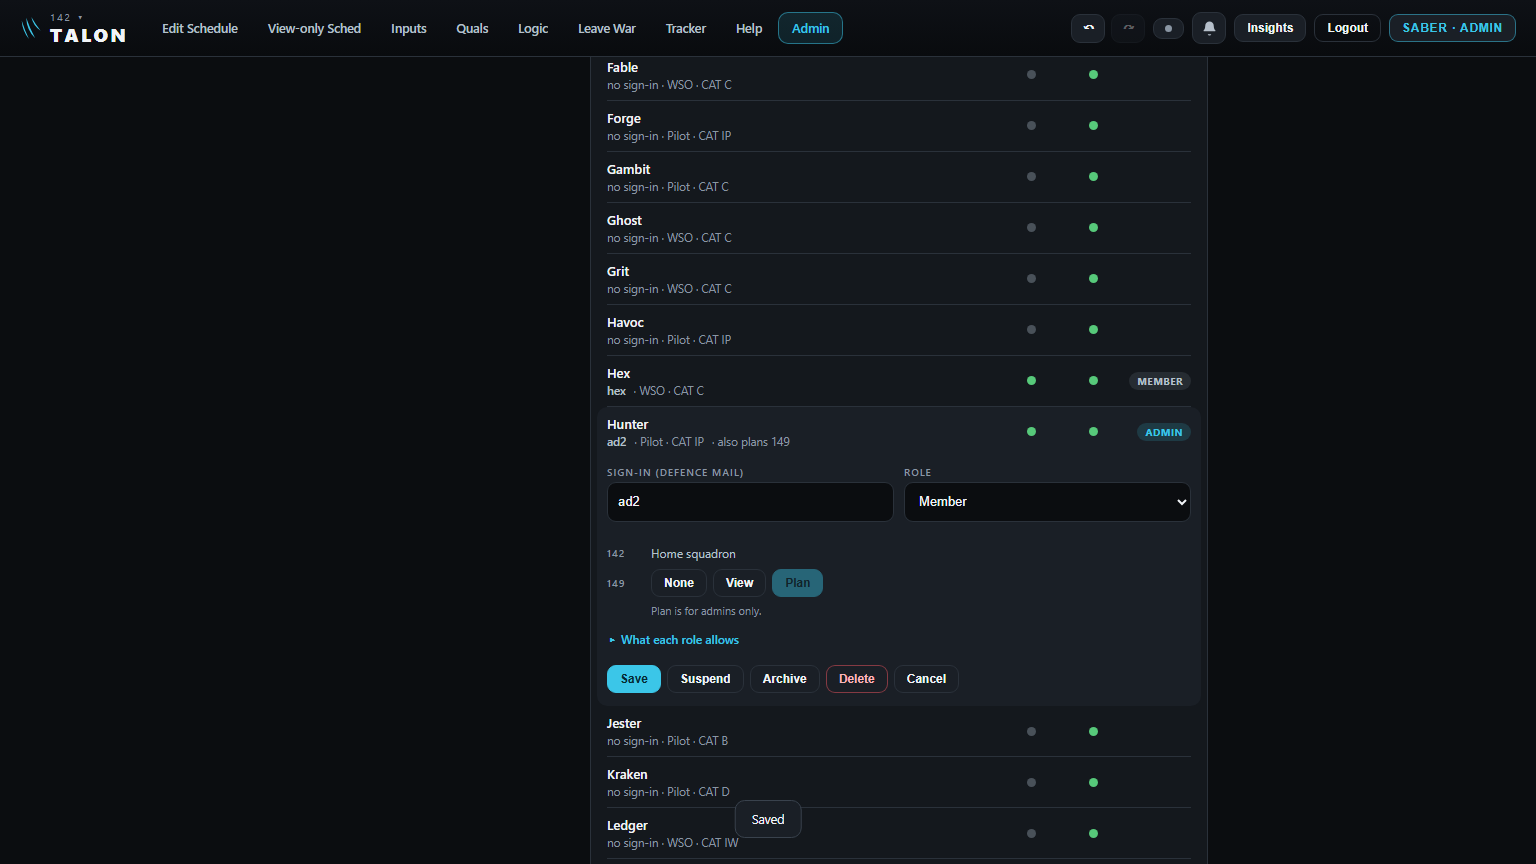 142 ▾
TALON
Edit Schedule
View-only Sched
Inputs
Quals
Logic
Leave War
Tracker
Help
Admin
Insights
Logout
SABER · ADMIN
Fable
no sign-in · WSO · CAT C
Forge
no sign-in · Pilot · CAT IP
Gambit
no sign-in · Pilot · CAT C
Ghost
no sign-in · WSO · CAT C
Grit
no sign-in · WSO · CAT C
Havoc
no sign-in · Pilot · CAT IP
Hex
hex · WSO · CAT C
MEMBER
Hunter
ad2 · Pilot · CAT IP · also plans 149
ADMIN
SIGN-IN (DEFENCE MAIL)
ROLE
ad2
Member
142 Home squadron
149 None View Plan
Plan is for admins only.
▸ What each role allows
Save Suspend Archive Delete Cancel
Jester
no sign-in · Pilot · CAT B
Kraken
no sign-in · Pilot · CAT D
Saved
Ledger
no sign-in · WSO · CAT IW